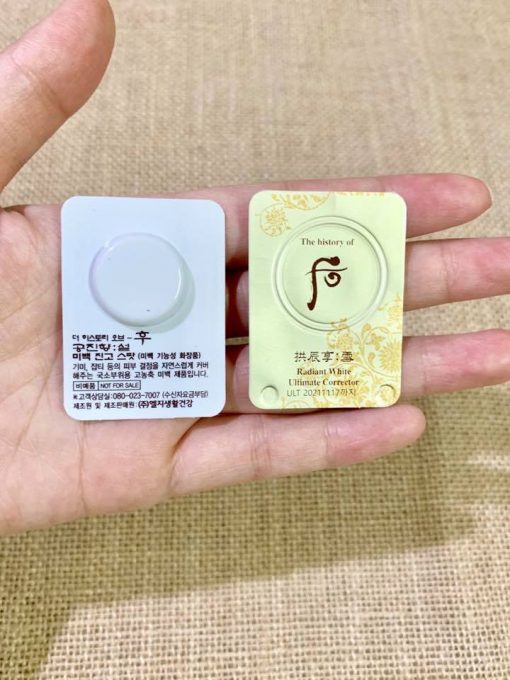 더 히스토리 오브 - 후
공진향 : 설
미백 진고 스팟 (미백 기능성 화장품)
기미, 잡티 등의 피부 결점을 자연스럽게 커버
해주는 국소부위용 고농축 미백 제품입니다.
비매품 NOT FOR SALE
※고객상담실:080-023-7007 (수신자요금부담)
제조원 및 제조판매원: (주)엘지생활건강
The history of
拱辰享:雪
Radiant White
Ultimate Corrector
ULT 20211117까지